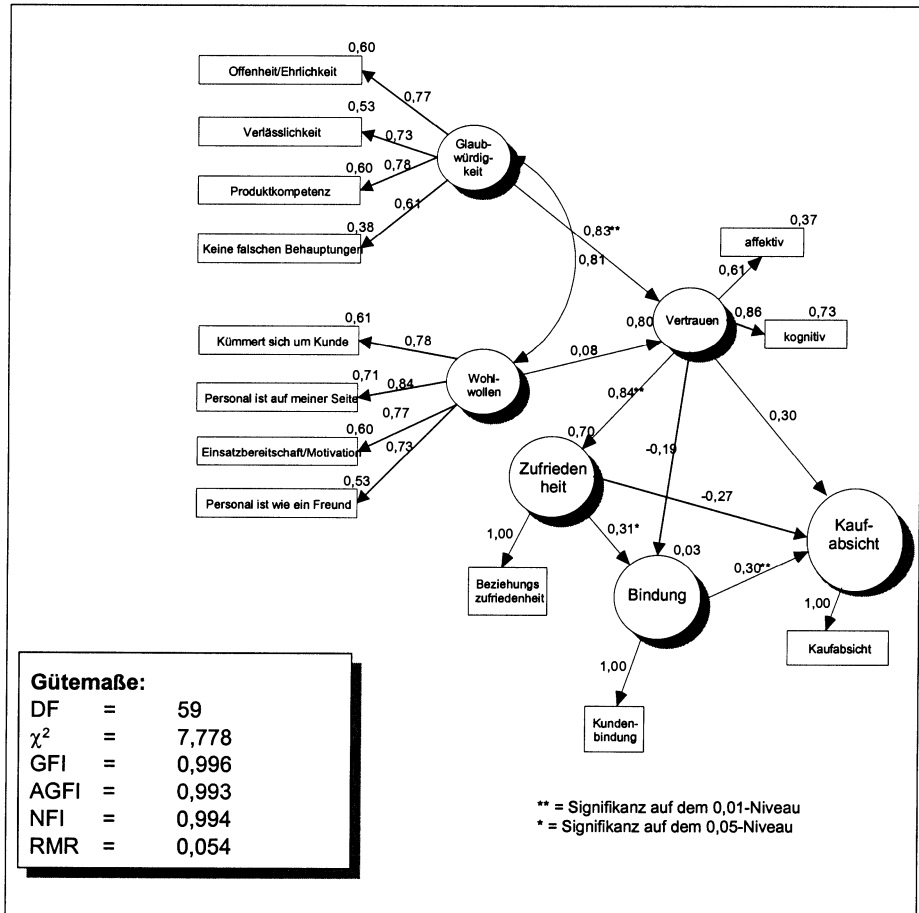 0,60
Offenheit/Ehrlichkeit
0,77
0,53
Verlässlichkeit
0,73
Glaub-
würdig-
keit
0,60
0,78
Produktkompetenz
0,61
0,38
Keine falschen Behauptungen
0,83**
0,81
0,37
affektiv
0,61
0,86
0,73
kognitiv
0,80
Vertrauen
0,61
Kümmert sich um Kunde
0,78
0,08
0,71
Personal ist auf meiner Seite
0,84
Wohl-
wollen
0,77
0,60
Einsatzbereitschaft/Motivation
0,73
0,53
Personal ist wie ein Freund
0,84**
0,30
0,70
-0,19
Zufrieden
heit
-0,27
Kauf-
absicht
1,00
0,31*
0,03
0,30**
Beziehungs
zufriedenheit
Bindung
1,00
Kaufabsicht
1,00
Kunden-
bindung
Gütemaße:
DF = 59
χ² = 7,778
GFI = 0,996
AGFI = 0,993
NFI = 0,994
RMR = 0,054
** = Signifikanz auf dem 0,01-Niveau
* = Signifikanz auf dem 0,05-Niveau